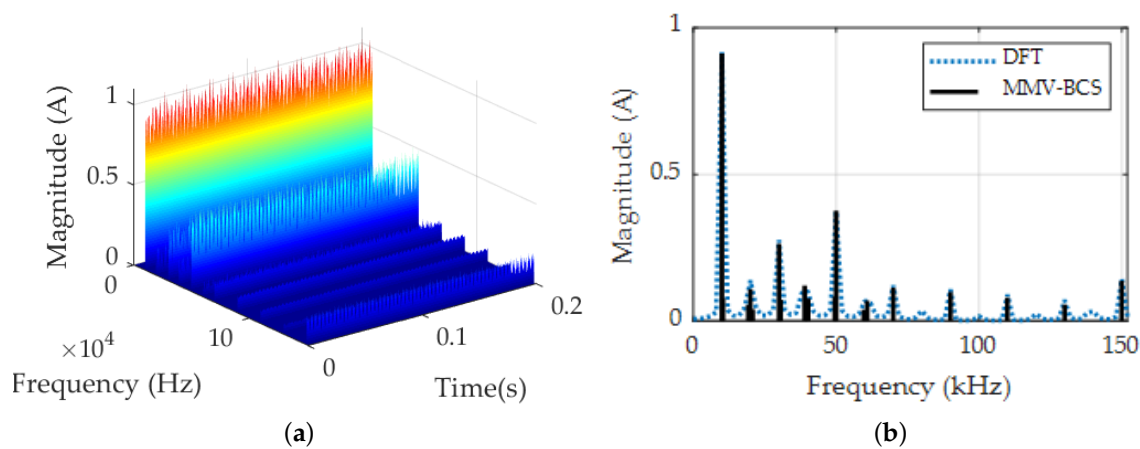 Magnitude (A)
1
0.5
0
0
10
×10⁴
Frequency (Hz)
0
0.1
0.2
Time(s)
(a)
Magnitude (A)
1
0.5
0
DFT
MMV-BCS
0 50 100 150
Frequency (kHz)
(b)